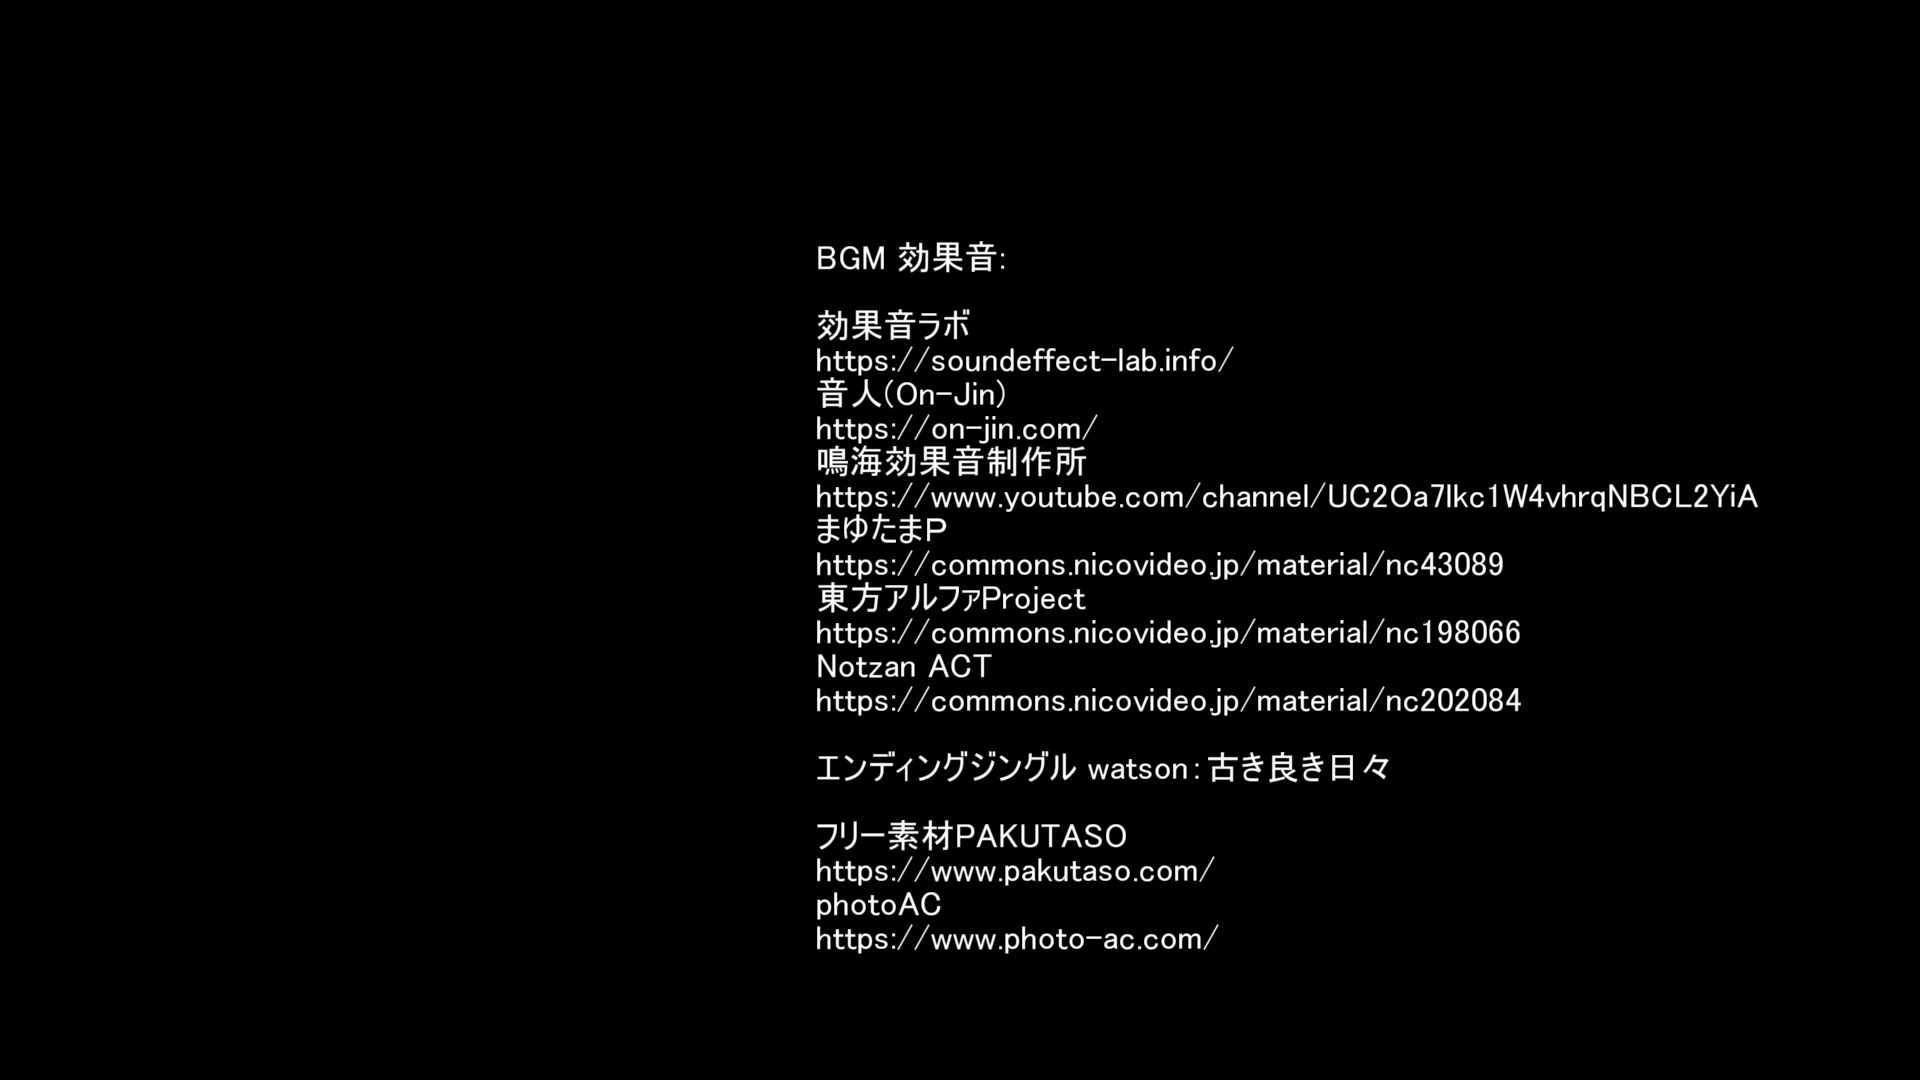 BGM 効果音:
効果音ラボ
https://soundeffect-lab.info/
音人(On-Jin)
https://on-jin.com/
鳴海効果音制作所
https://www.youtube.com/channel/UC2Oa7lkc1W4vhrqNBCL2YiA
まゆたまP
https://commons.nicovideo.jp/material/nc43089
東方アルファProject
https://commons.nicovideo.jp/material/nc198066
Notzan ACT
https://commons.nicovideo.jp/material/nc202084
エンディングジングル watson：古き良き日々
フリー素材PAKUTASO
https://www.pakutaso.com/
photoAC
https://www.photo-ac.com/